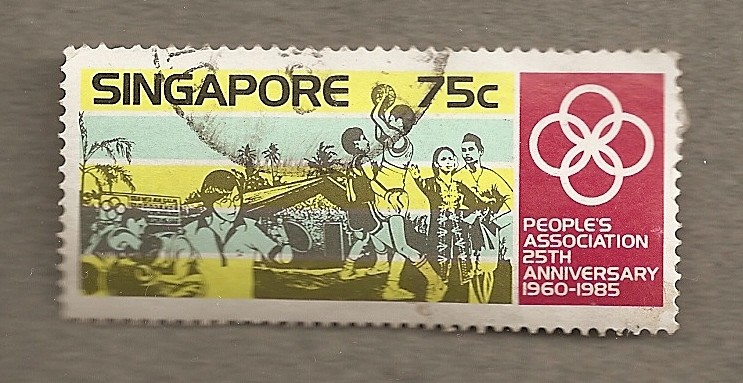 SINGAPORE 75c
PEOPLE'S
ASSOCIATION
25TH
ANNIVERSARY
1960-1985